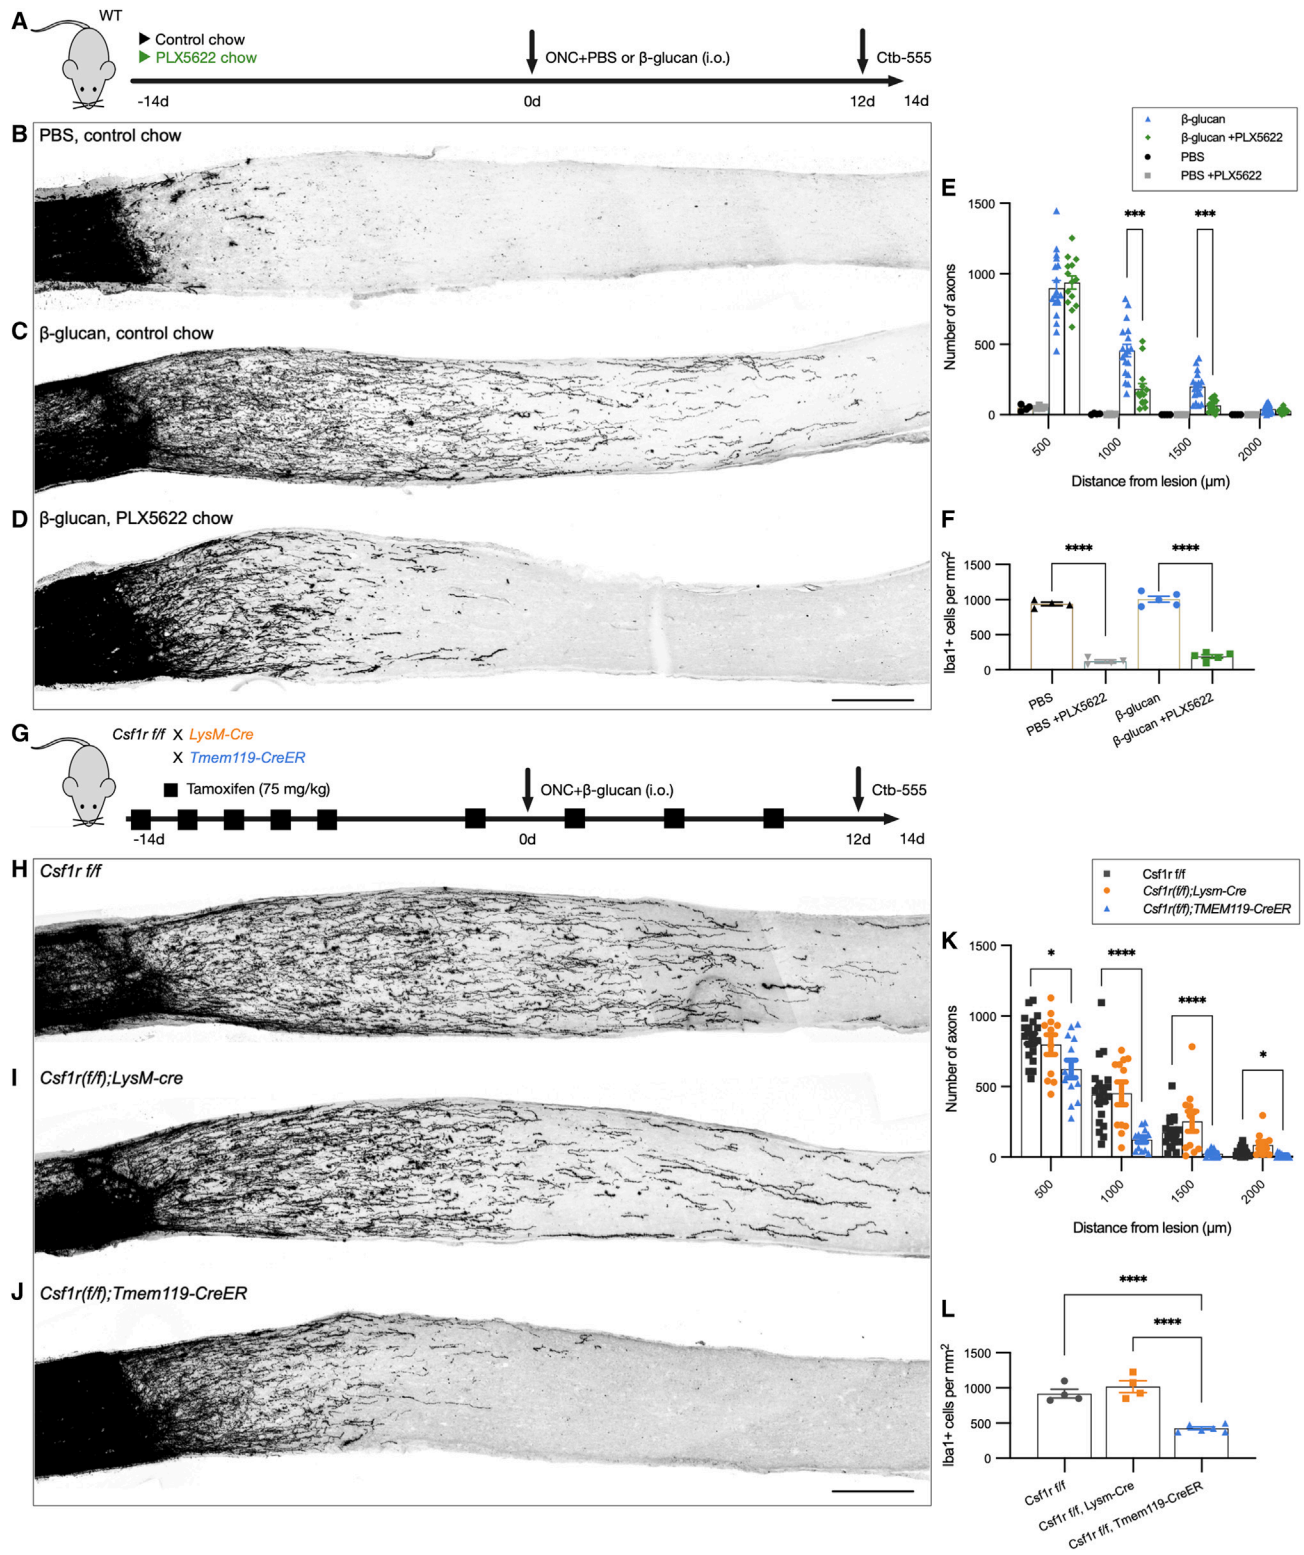 A
WT
Control chow
PLX5622 chow
ONC+PBS or β-glucan (i.o.)
Ctb-555
-14d
0d
12d
14d
B
PBS, control chow
C
β-glucan, control chow
D
β-glucan, PLX5622 chow
β-glucan
β-glucan +PLX5622
PBS
PBS +PLX5622
E
1500
1000
500
0
Number of axons
***
***
500
1000
1500
2000
Distance from lesion (µm)
F
Iba1+ cells per mm2
1500
1000
500
0
****
****
PBS
PBS +PLX5622
β-glucan
β-glucan +PLX5622
G
Csf1r f/f X LysM-Cre
X Tmem119-CreER
Tamoxifen (75 mg/kg)
ONC+β-glucan (i.o.)
Ctb-555
-14d
0d
12d
14d
H
Csf1r f/f
I
Csf1r(f/f);LysM-cre
J
Csf1r(f/f);Tmem119-CreER
Csf1r f/f
Csf1r(f/f);Lysm-Cre
Csf1r(f/f);TMEM119-CreER
K
1500
1000
500
0
Number of axons
*
****
****
*
500
1000
1500
2000
Distance from lesion (µm)
L
Iba1+ cells per mm2
1500
1000
500
0
****
****
Csf1r f/f
Csf1r f/f, Lysm-Cre
Csf1r f/f, Tmem119-CreER